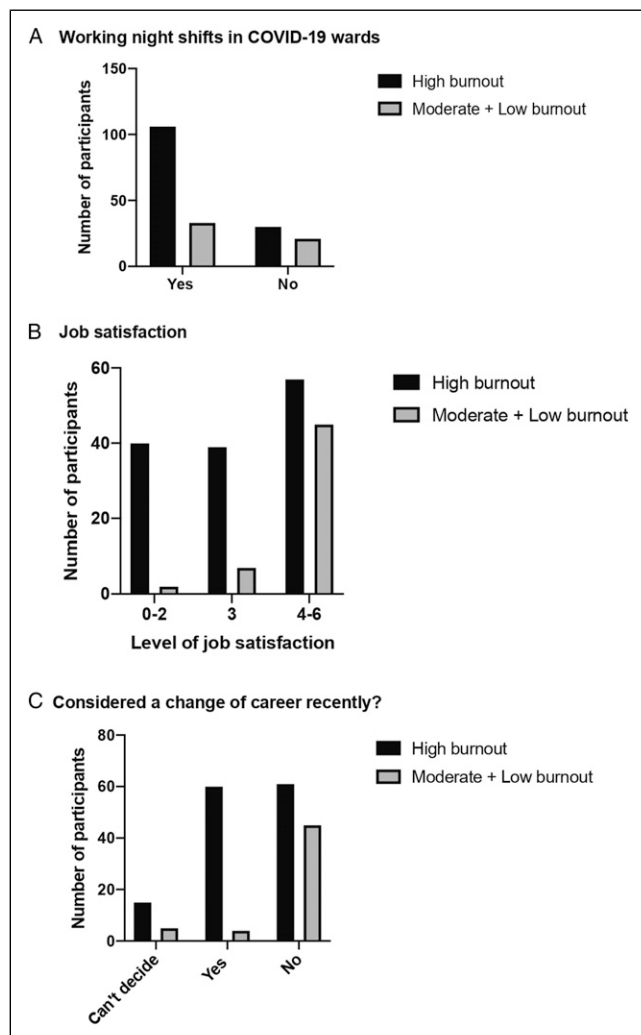 A Working night shifts in COVID-19 wards
High burnout
Moderate + Low burnout
Number of participants
150
100
50
0
Yes No
B Job satisfaction
High burnout
Moderate + Low burnout
Number of participants
60
40
20
0
0-2 3 4-6
Level of job satisfaction
C Considered a change of career recently?
High burnout
Moderate + Low burnout
Number of participants
80
60
40
20
0
Can't decide Yes No